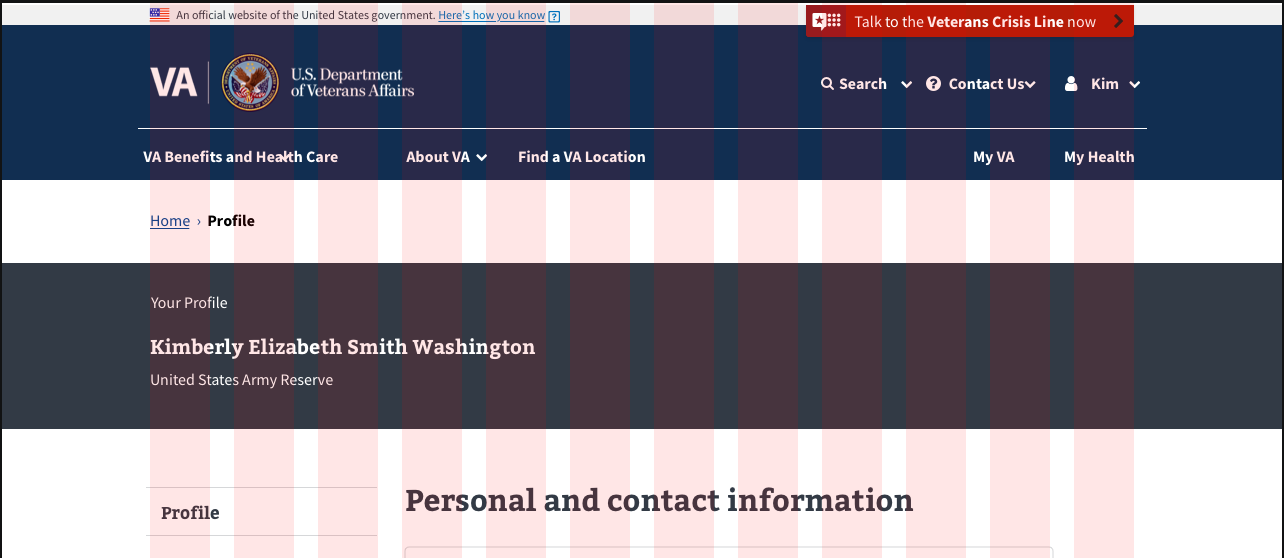 An official website of the United States government. Here's how you know
Talk to the Veterans Crisis Line now
VA
U.S. Department
of Veterans Affairs
Search
Contact Us
Kim
VA Benefits and Health Care
About VA
Find a VA Location
My VA
My Health
Home › Profile
Your Profile
Kimberly Elizabeth Smith Washington
United States Army Reserve
Profile
Personal and contact information